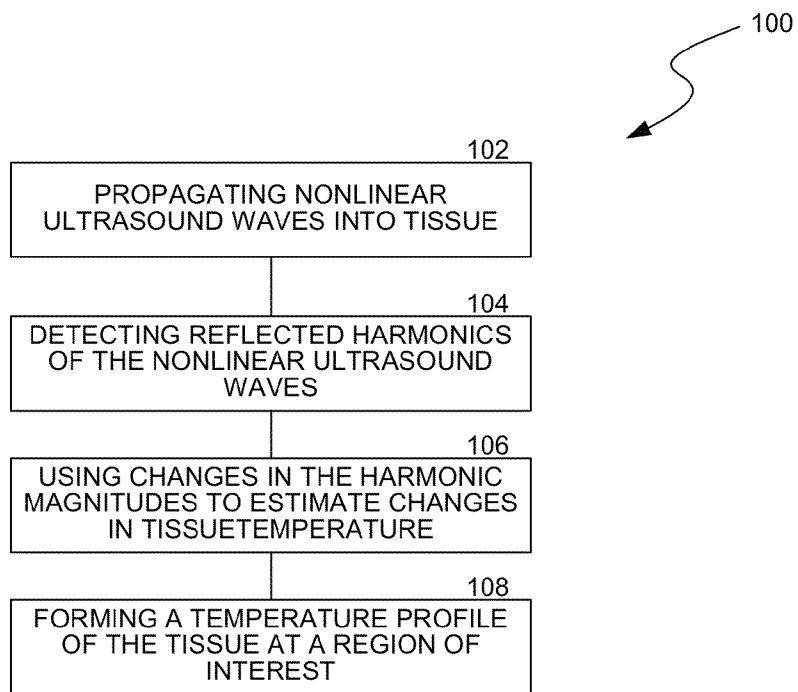 100
102
PROPAGATING NONLINEAR
ULTRASOUND WAVES INTO TISSUE
104
DETECTING REFLECTED HARMONICS
OF THE NONLINEAR ULTRASOUND
WAVES
106
USING CHANGES IN THE HARMONIC
MAGNITUDES TO ESTIMATE CHANGES
IN TISSUETEMPERATURE
108
FORMING A TEMPERATURE PROFILE
OF THE TISSUE AT A REGION OF
INTEREST